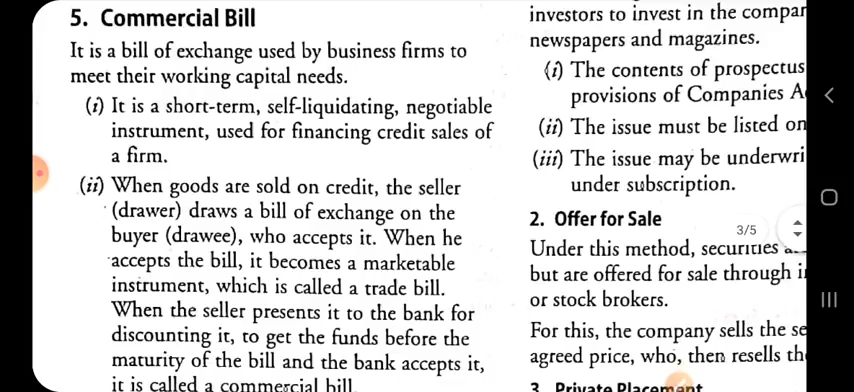 5. Commercial Bill
It is a bill of exchange used by business firms to
meet their working capital needs.
(i) It is a short-term, self-liquidating, negotiable
instrument, used for financing credit sales of
a firm.
(ii) When goods are sold on credit, the seller
(drawer) draws a bill of exchange on the
buyer (drawee), who accepts it. When he
accepts the bill, it becomes a marketable
instrument, which is called a trade bill.
When the seller presents it to the bank for
discounting it, to get the funds before the
maturity of the bill and the bank accepts it,
it is called a commercial bill
investors to invest in the
newspapers and magazines.
(i) The contents of prospectus
provisions of Companies
(ii) The issue must be listed on
(iii) The issue may be
under subscription.
2. Offer for Sale
3/5
Under this method, securities
but are offered for sale through
or stock brokers.
For this, the company sells the
agreed price, who, then resells
3. Private Placement